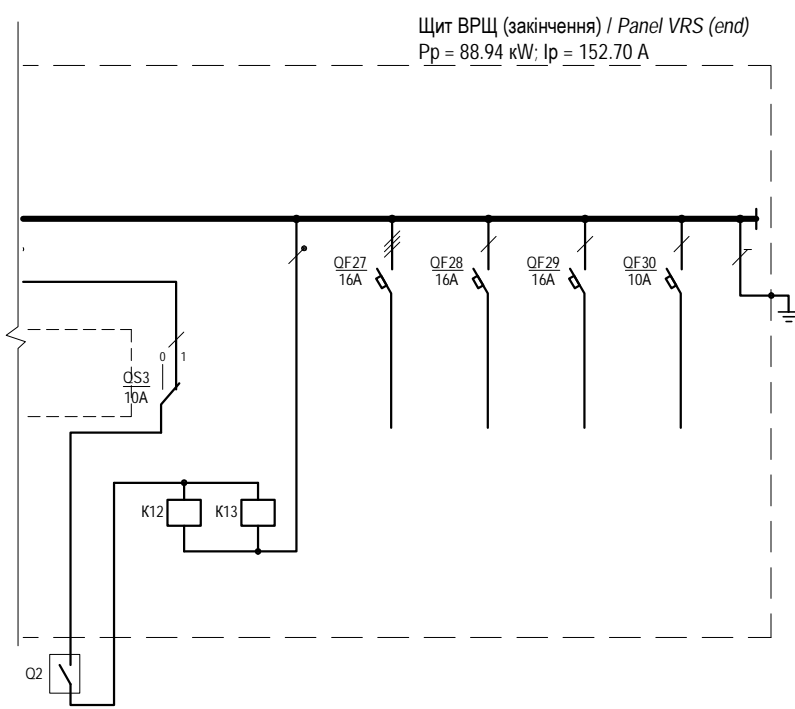 Щит ВРЩ (закінчення) / Panel VRS (end)
Рр = 88.94 кW; Ip = 152.70 A
QF27
16A
QF28
16A
QF29
16A
QF30
10A
0 1
QS3
10A
K12
K13
Q2